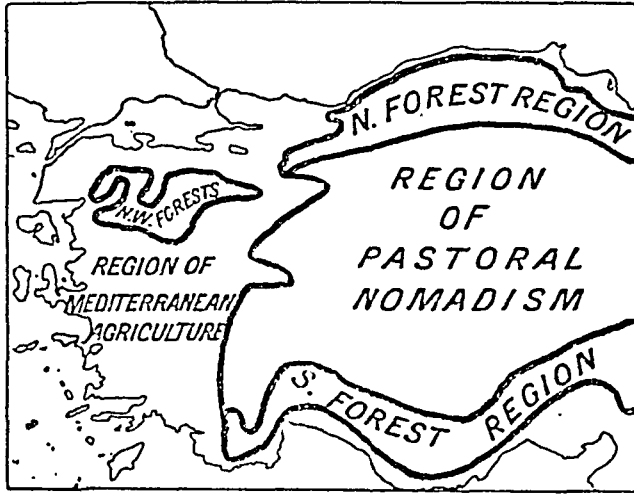 N. FOREST REGION
REGION
OF
PASTORAL
NOMADISM
N.W. FORESTS
REGION OF
MEDITERRANEAN
AGRICULTURE
S. FOREST REGION